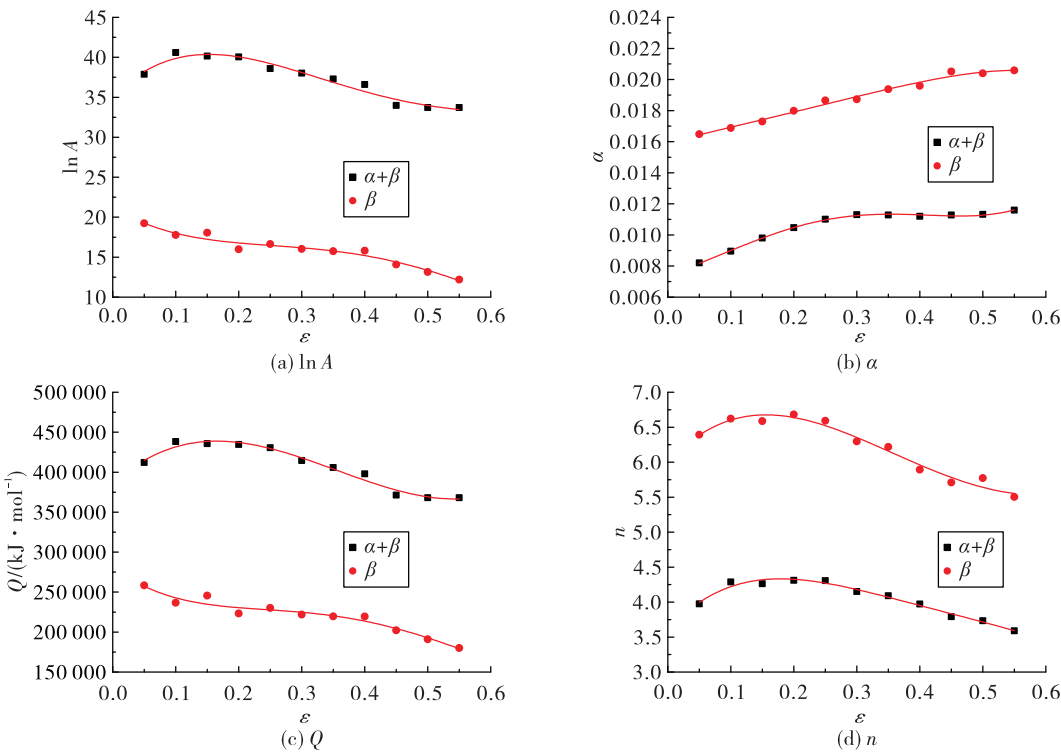 45
40
35
30
25
20
15
10
ln A
α+β
β
0.0 0.1 0.2 0.3 0.4 0.5 0.6
ε
(a) ln A
0.024
0.022
0.020
0.018
0.016
0.014
0.012
0.010
0.008
0.006
α
α+β
β
0.0 0.1 0.2 0.3 0.4 0.5 0.6
ε
(b) α
500 000
450 000
400 000
350 000
300 000
250 000
200 000
150 000
Q/(kJ・mol⁻¹)
α+β
β
0.0 0.1 0.2 0.3 0.4 0.5 0.6
ε
(c) Q
7.0
6.5
6.0
5.5
5.0
4.5
4.0
3.5
3.0
n
α+β
β
0.0 0.1 0.2 0.3 0.4 0.5 0.6
ε
(d) n